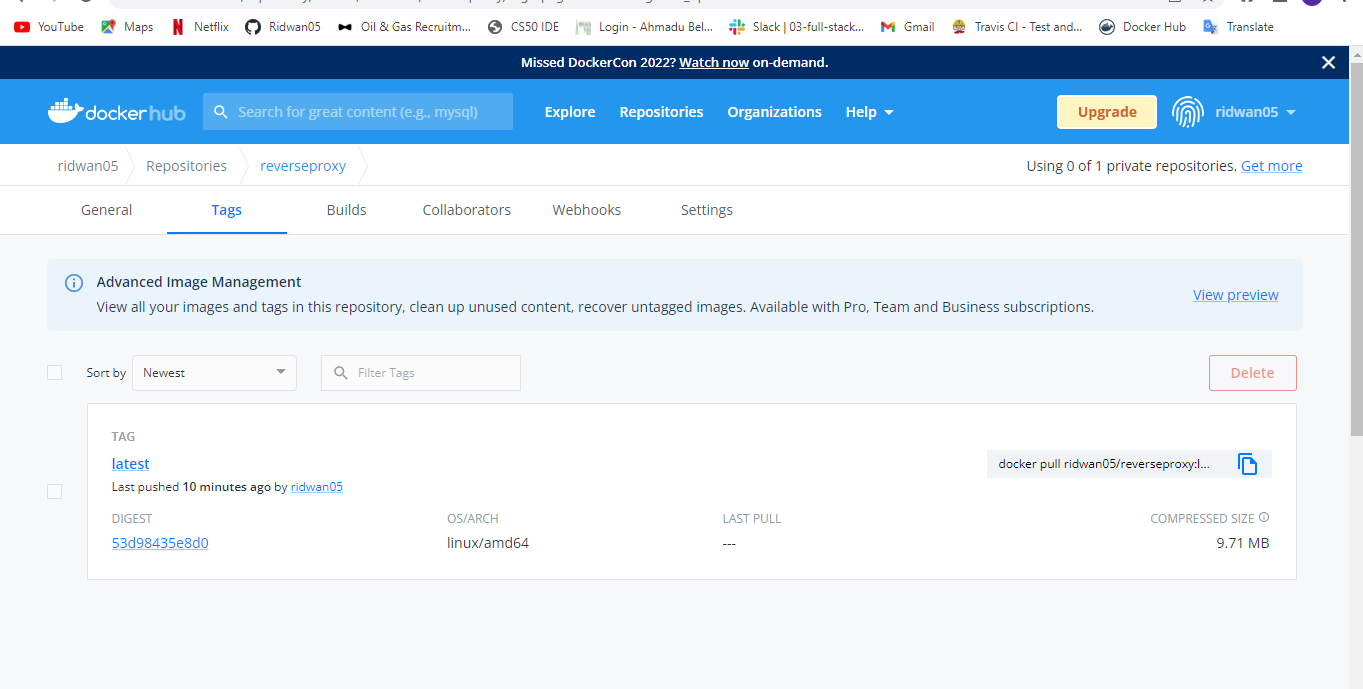 YouTube Maps Netflix Ridwan05 Oil & Gas Recruitm... CS50 IDE Login - Ahmadu Bel... Slack | 03-full-stack... Gmail Travis CI - Test and... Docker Hub Translate
Missed DockerCon 2022? Watch now on-demand.
docker hub Search for great content (e.g., mysql) Explore Repositories Organizations Help Upgrade ridwan05
ridwan05 Repositories reverseproxy Using 0 of 1 private repositories. Get more
General Tags Builds Collaborators Webhooks Settings
Advanced Image Management
View all your images and tags in this repository, clean up unused content, recover untagged images. Available with Pro, Team and Business subscriptions.
View preview
Sort by Newest Filter Tags Delete
TAG
latest
docker pull ridwan05/reverseproxy:l...
Last pushed 10 minutes ago by ridwan05
DIGEST OS/ARCH LAST PULL COMPRESSED SIZE
53d98435e8d0 linux/amd64 --- 9.71 MB